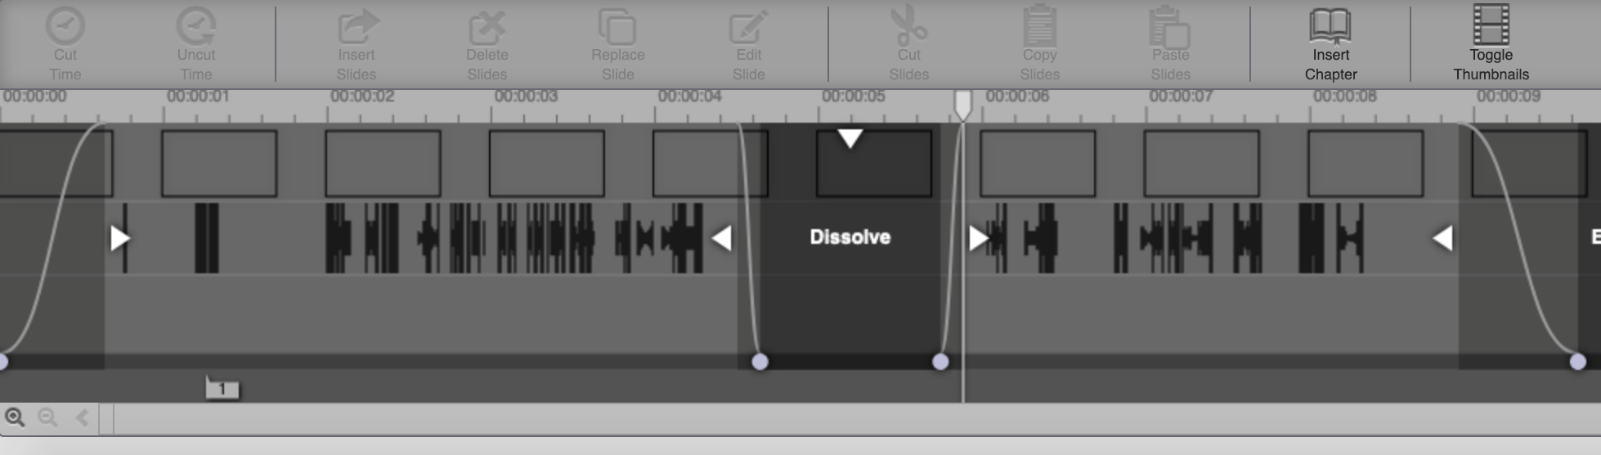 Cut
Time
Uncut
Time
Insert
Slides
Delete
Slides
Replace
Slide
Edit
Slide
Cut
Slides
Copy
Slides
Paste
Slides
Insert
Chapter
Toggle
Thumbnails
00:00:00 00:00:01 00:00:02 00:00:03 00:00:04 00:00:05 00:00:06 00:00:07 00:00:08 00:00:09
Dissolve
E
1